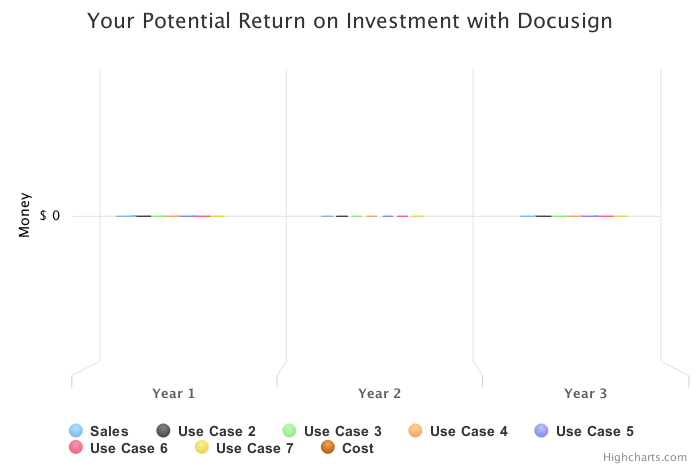 Your Potential Return on Investment with Docusign
Money
$ 0
Year 1 Year 2 Year 3
Sales Use Case 2 Use Case 3 Use Case 4 Use Case 5
Use Case 6 Use Case 7 Cost
Highcharts.com